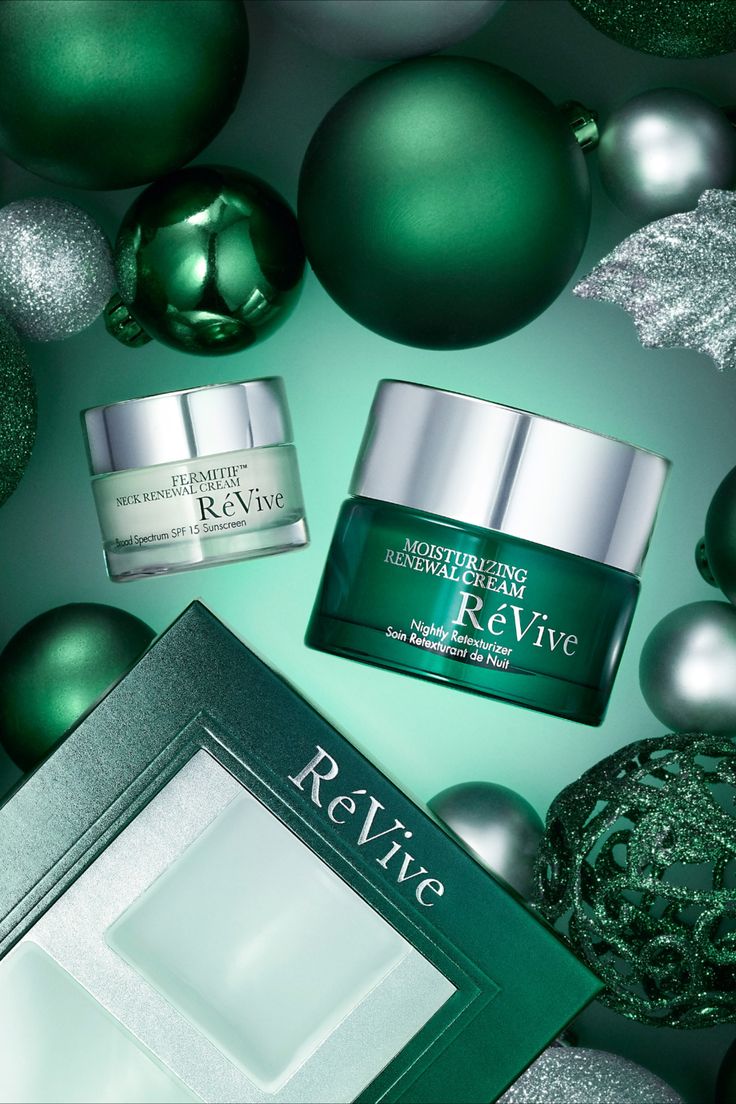 FERMITIF™
NECK RENEWAL CREAM
RéVive
Broad Spectrum SPF 15 Sunscreen
MOISTURIZING
RENEWAL CREAM
RéVive
Nightly Retexturizer
Soin Retexturant de Nuit
RéVive